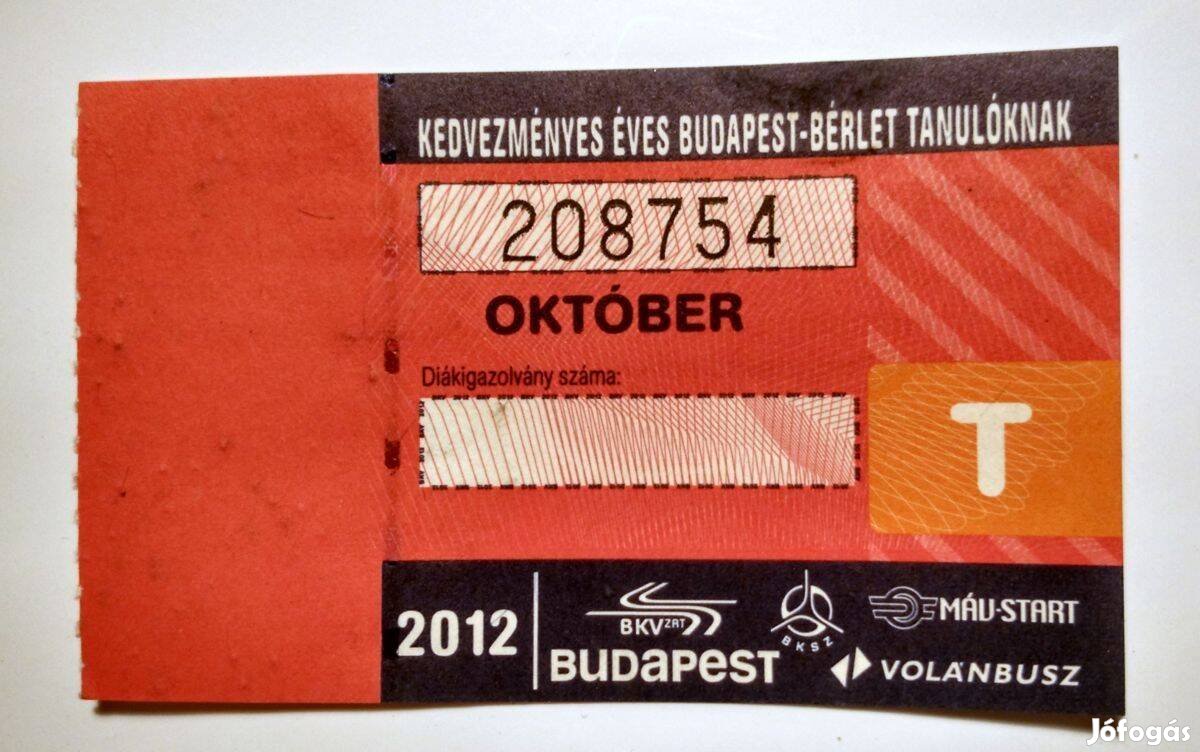 KEDVEZMÉNYES ÉVES BUDAPEST-BÉRLET TANULÓKNAK
208754
OKTÓBER
Diákigazolvány száma:
T
2012
BKV ZRT
BUDAPEST
BKSZ
MÁV-START
VOLÁNBUSZ
Jófogás